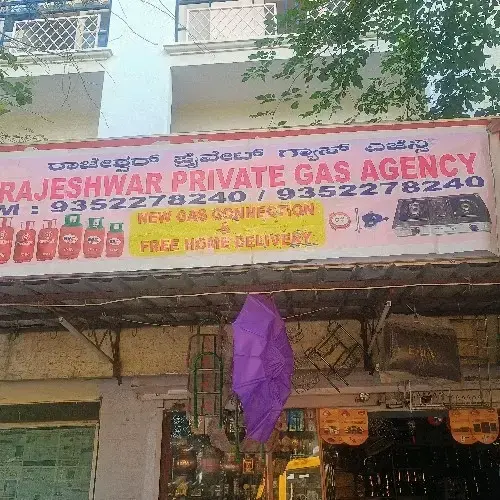 ರಾಜೇಶ್ವರ್ ಪ್ರೈವೇಟ್ ಗ್ಯಾಸ್ ಏಜೆನ್ಸಿ
RAJESHWAR PRIVATE GAS AGENCY
M : 9352278240 / 9352278240
NEW GAS CONNECTION
+
FREE HOME DELIVERY